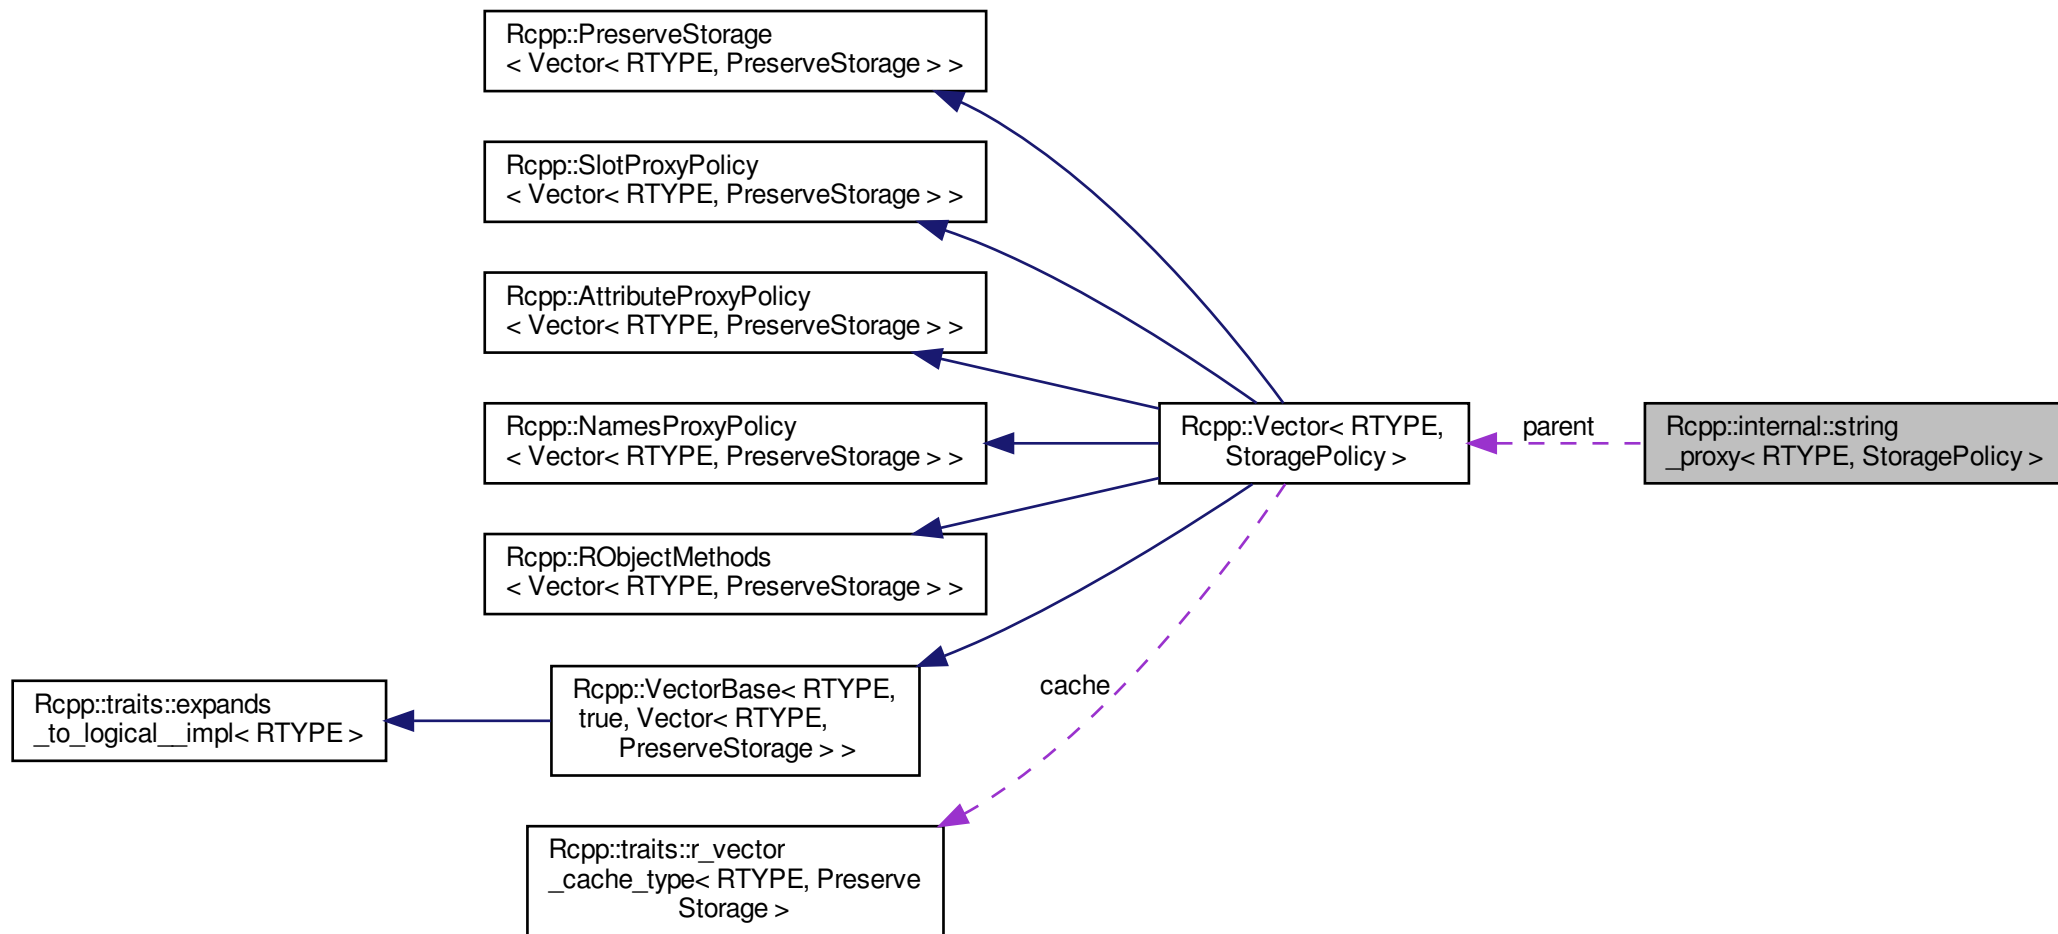 Rcpp::PreserveStorage
< Vector< RTYPE, PreserveStorage > >
Rcpp::SlotProxyPolicy
< Vector< RTYPE, PreserveStorage > >
Rcpp::AttributeProxyPolicy
< Vector< RTYPE, PreserveStorage > >
Rcpp::NamesProxyPolicy
< Vector< RTYPE, PreserveStorage > >
Rcpp::Vector< RTYPE,
StoragePolicy >
parent
Rcpp::internal::string
_proxy< RTYPE, StoragePolicy >
Rcpp::RObjectMethods
< Vector< RTYPE, PreserveStorage > >
Rcpp::traits::expands
_to_logical__impl< RTYPE >
Rcpp::VectorBase< RTYPE,
true, Vector< RTYPE,
PreserveStorage > >
cache
Rcpp::traits::r_vector
_cache_type< RTYPE, Preserve
Storage >